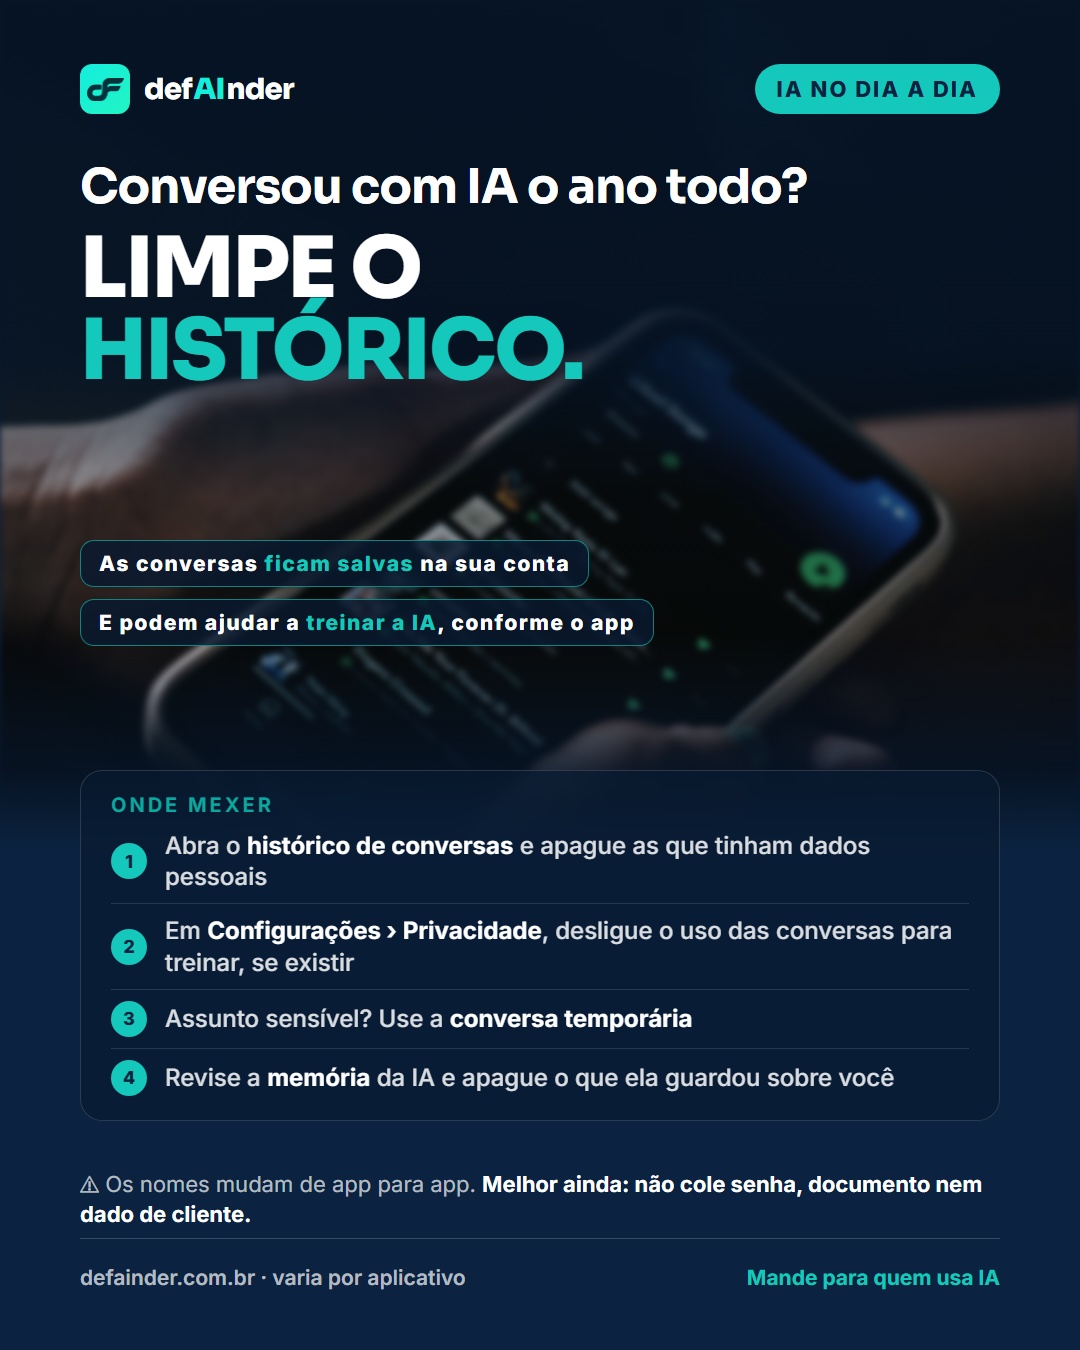 defAInder
IA NO DIA A DIA
Conversou com IA o ano todo?
LIMPE O
HISTÓRICO.
As conversas ficam salvas na sua conta
E podem ajudar a treinar a IA, conforme o app
ONDE MEXER
1 Abra o histórico de conversas e apague as que tinham dados
pessoais
2 Em Configurações › Privacidade, desligue o uso das conversas para
treinar, se existir
3 Assunto sensível? Use a conversa temporária
4 Revise a memória da IA e apague o que ela guardou sobre você
⚠ Os nomes mudam de app para app. Melhor ainda: não cole senha, documento nem
dado de cliente.
defainder.com.br · varia por aplicativo
Mande para quem usa IA